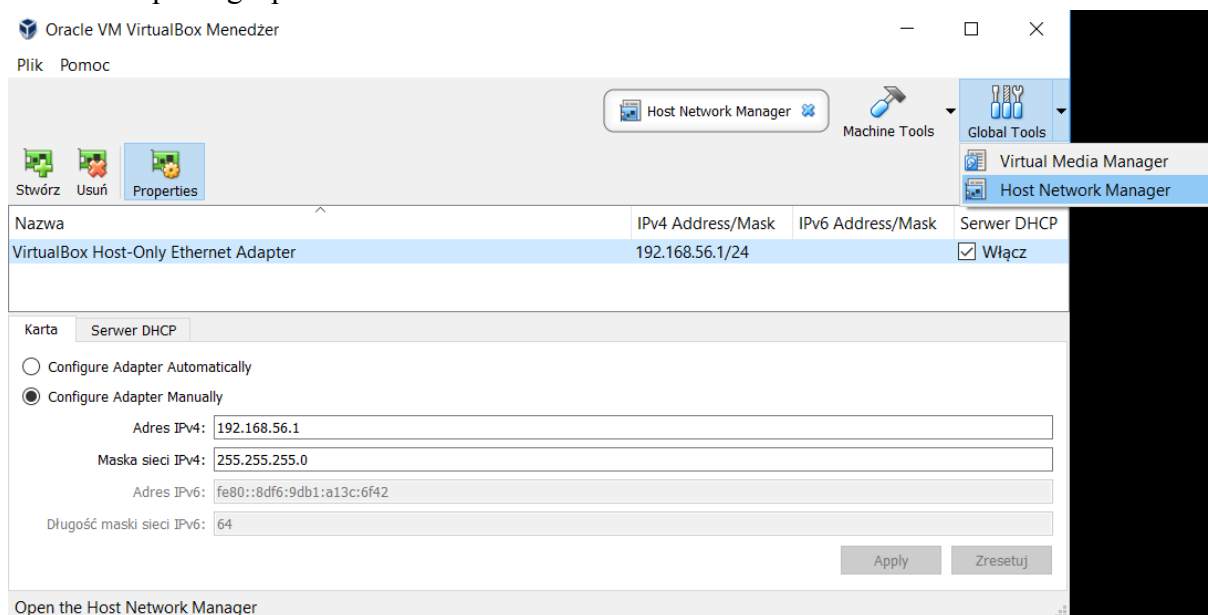 Oracle VM VirtualBox Menedżer
Plik Pomoc
Host Network Manager
Machine Tools
Global Tools
Virtual Media Manager
Host Network Manager
Stwórz Usuń Properties
Nazwa IPv4 Address/Mask IPv6 Address/Mask Serwer DHCP
VirtualBox Host-Only Ethernet Adapter 192.168.56.1/24 Włącz
Karta Serwer DHCP
Configure Adapter Automatically
Configure Adapter Manually
Adres IPv4: 192.168.56.1
Maska sieci IPv4: 255.255.255.0
Adres IPv6: fe80::8df6:9db1:a13c:6f42
Długość maski sieci IPv6: 64
Apply Zresetuj
Open the Host Network Manager